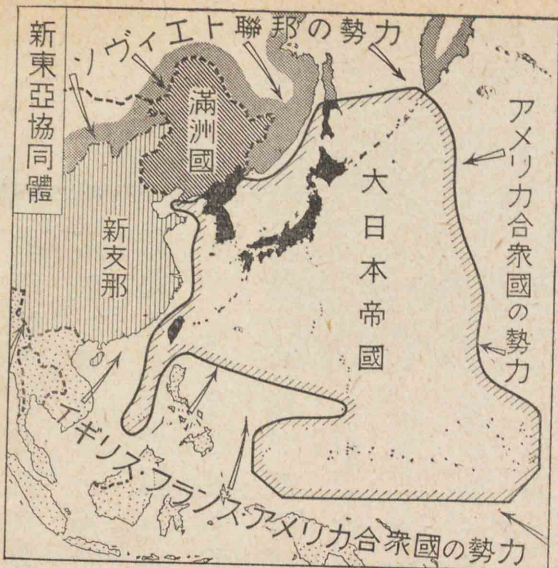 新東亞協同體
ソヴィエト聯邦の勢力
滿洲國
大日本帝國
アメリカ合衆國の勢力
新支那
イギリス・フランスアメリカ合衆國の勢力